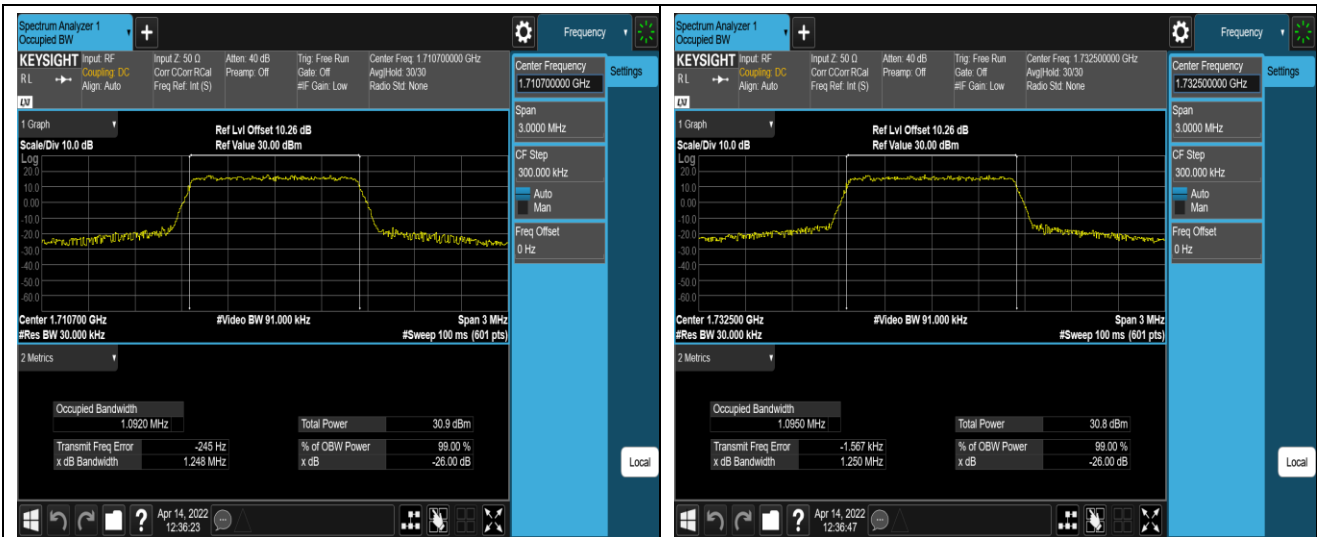 Spectrum Analyzer 1
Occupied BW
+
Frequency
KEYSIGHT
RL
LXI
Input: RF
Coupling: DC
Align: Auto
Input Z: 50 Ω
Corr CCorr RCal
Freq Ref: Int (S)
Atten: 40 dB
Preamp: Off
Trig: Free Run
Gate: Off
#IF Gain: Low
Center Freq: 1.710700000 GHz
Avg|Hold: 30/30
Radio Std: None
Center Frequency
1.710700000 GHz
Settings
Span
3.0000 MHz
CF Step
300.000 kHz
Auto
Man
Freq Offset
0 Hz
Local
1 Graph
Scale/Div 10.0 dB
Ref Lvl Offset 10.26 dB
Ref Value 30.00 dBm
Log
20.0
10.0
0.00
-10.0
-20.0
-30.0
-40.0
-50.0
-60.0
Center 1.710700 GHz
#Video BW 91.000 kHz
Span 3 MHz
#Res BW 30.000 kHz
#Sweep 100 ms (601 pts)
2 Metrics
Occupied Bandwidth
1.0920 MHz
Total Power 30.9 dBm
Transmit Freq Error -245 Hz
% of OBW Power 99.00 %
x dB Bandwidth 1.248 MHz
x dB -26.00 dB
?
Apr 14, 2022
12:36:23
Spectrum Analyzer 1
Occupied BW
+
Frequency
KEYSIGHT
RL
LXI
Input: RF
Coupling: DC
Align: Auto
Input Z: 50 Ω
Corr CCorr RCal
Freq Ref: Int (S)
Atten: 40 dB
Preamp: Off
Trig: Free Run
Gate: Off
#IF Gain: Low
Center Freq: 1.732500000 GHz
Avg|Hold: 30/30
Radio Std: None
Center Frequency
1.732500000 GHz
Settings
Span
3.0000 MHz
CF Step
300.000 kHz
Auto
Man
Freq Offset
0 Hz
Local
1 Graph
Scale/Div 10.0 dB
Ref Lvl Offset 10.26 dB
Ref Value 30.00 dBm
Log
20.0
10.0
0.00
-10.0
-20.0
-30.0
-40.0
-50.0
-60.0
Center 1.732500 GHz
#Video BW 91.000 kHz
Span 3 MHz
#Res BW 30.000 kHz
#Sweep 100 ms (601 pts)
2 Metrics
Occupied Bandwidth
1.0950 MHz
Total Power 30.8 dBm
Transmit Freq Error -1.567 kHz
% of OBW Power 99.00 %
x dB Bandwidth 1.250 MHz
x dB -26.00 dB
?
Apr 14, 2022
12:36:47